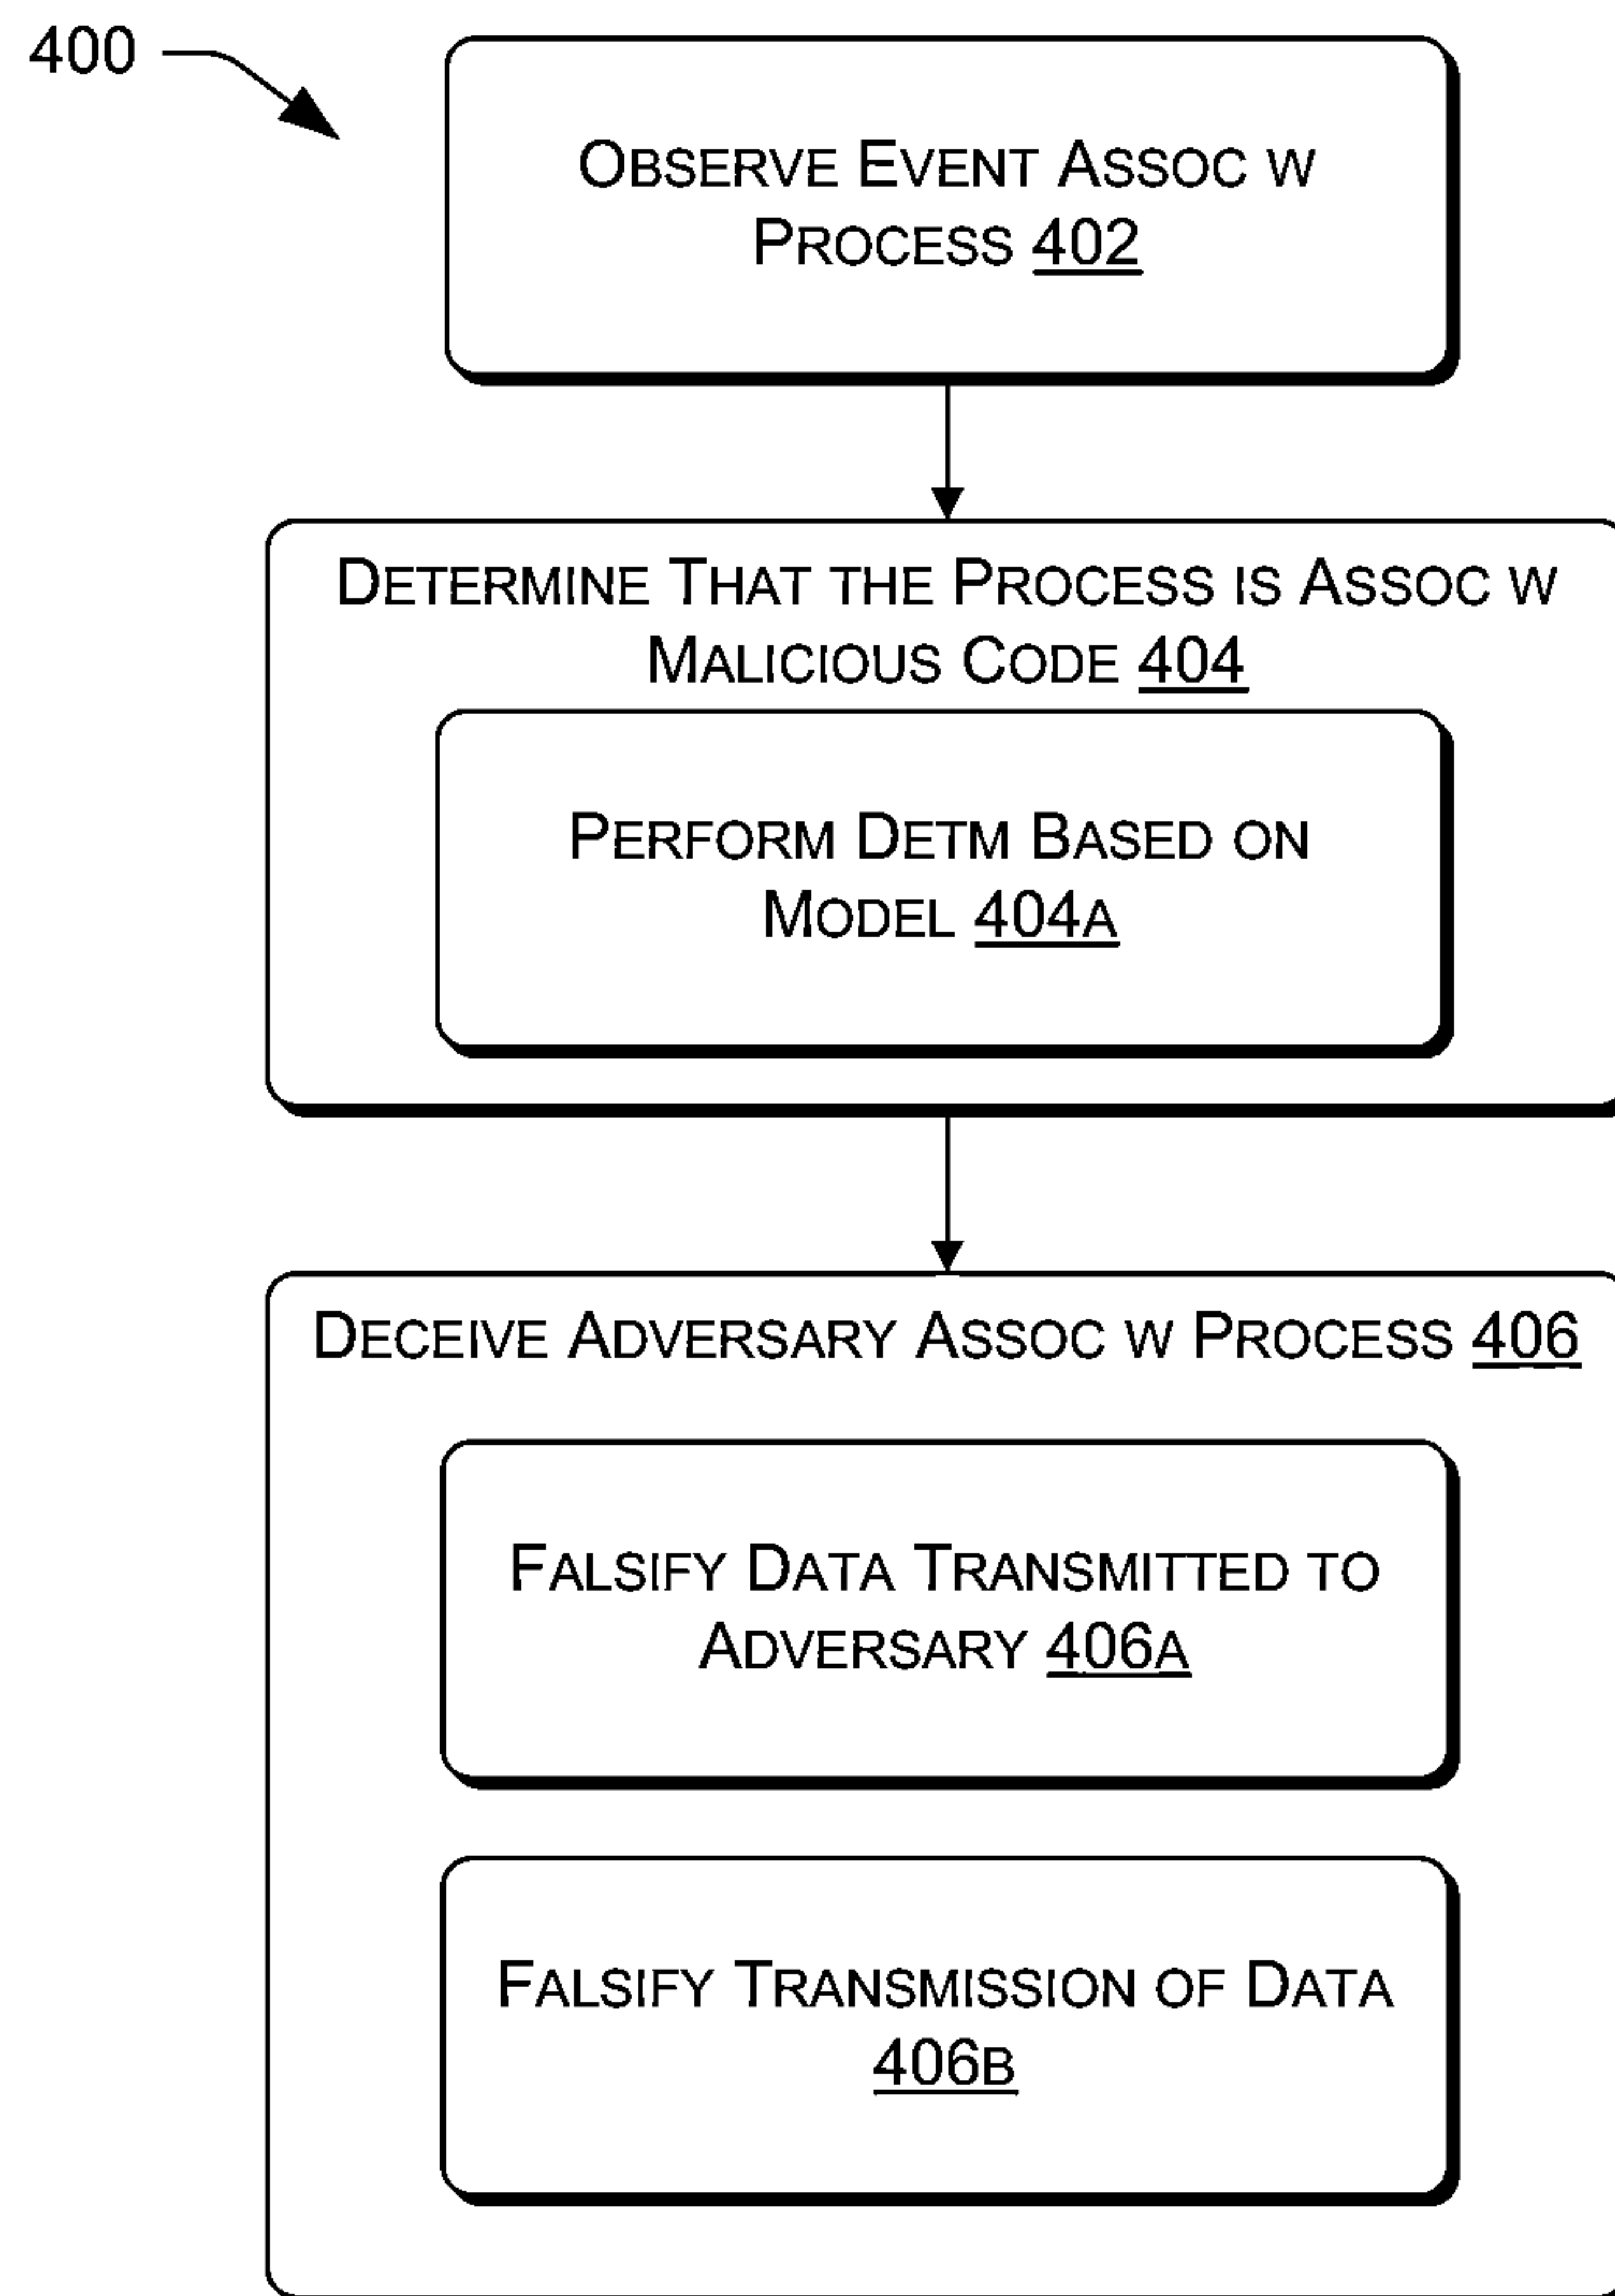 400
OBSERVE EVENT ASSOC W
PROCESS 402
DETERMINE THAT THE PROCESS IS ASSOC W
MALICIOUS CODE 404
PERFORM DETM BASED ON
MODEL 404A
DECEIVE ADVERSARY ASSOC W PROCESS 406
FALSIFY DATA TRANSMITTED TO
ADVERSARY 406A
FALSIFY TRANSMISSION OF DATA
406B